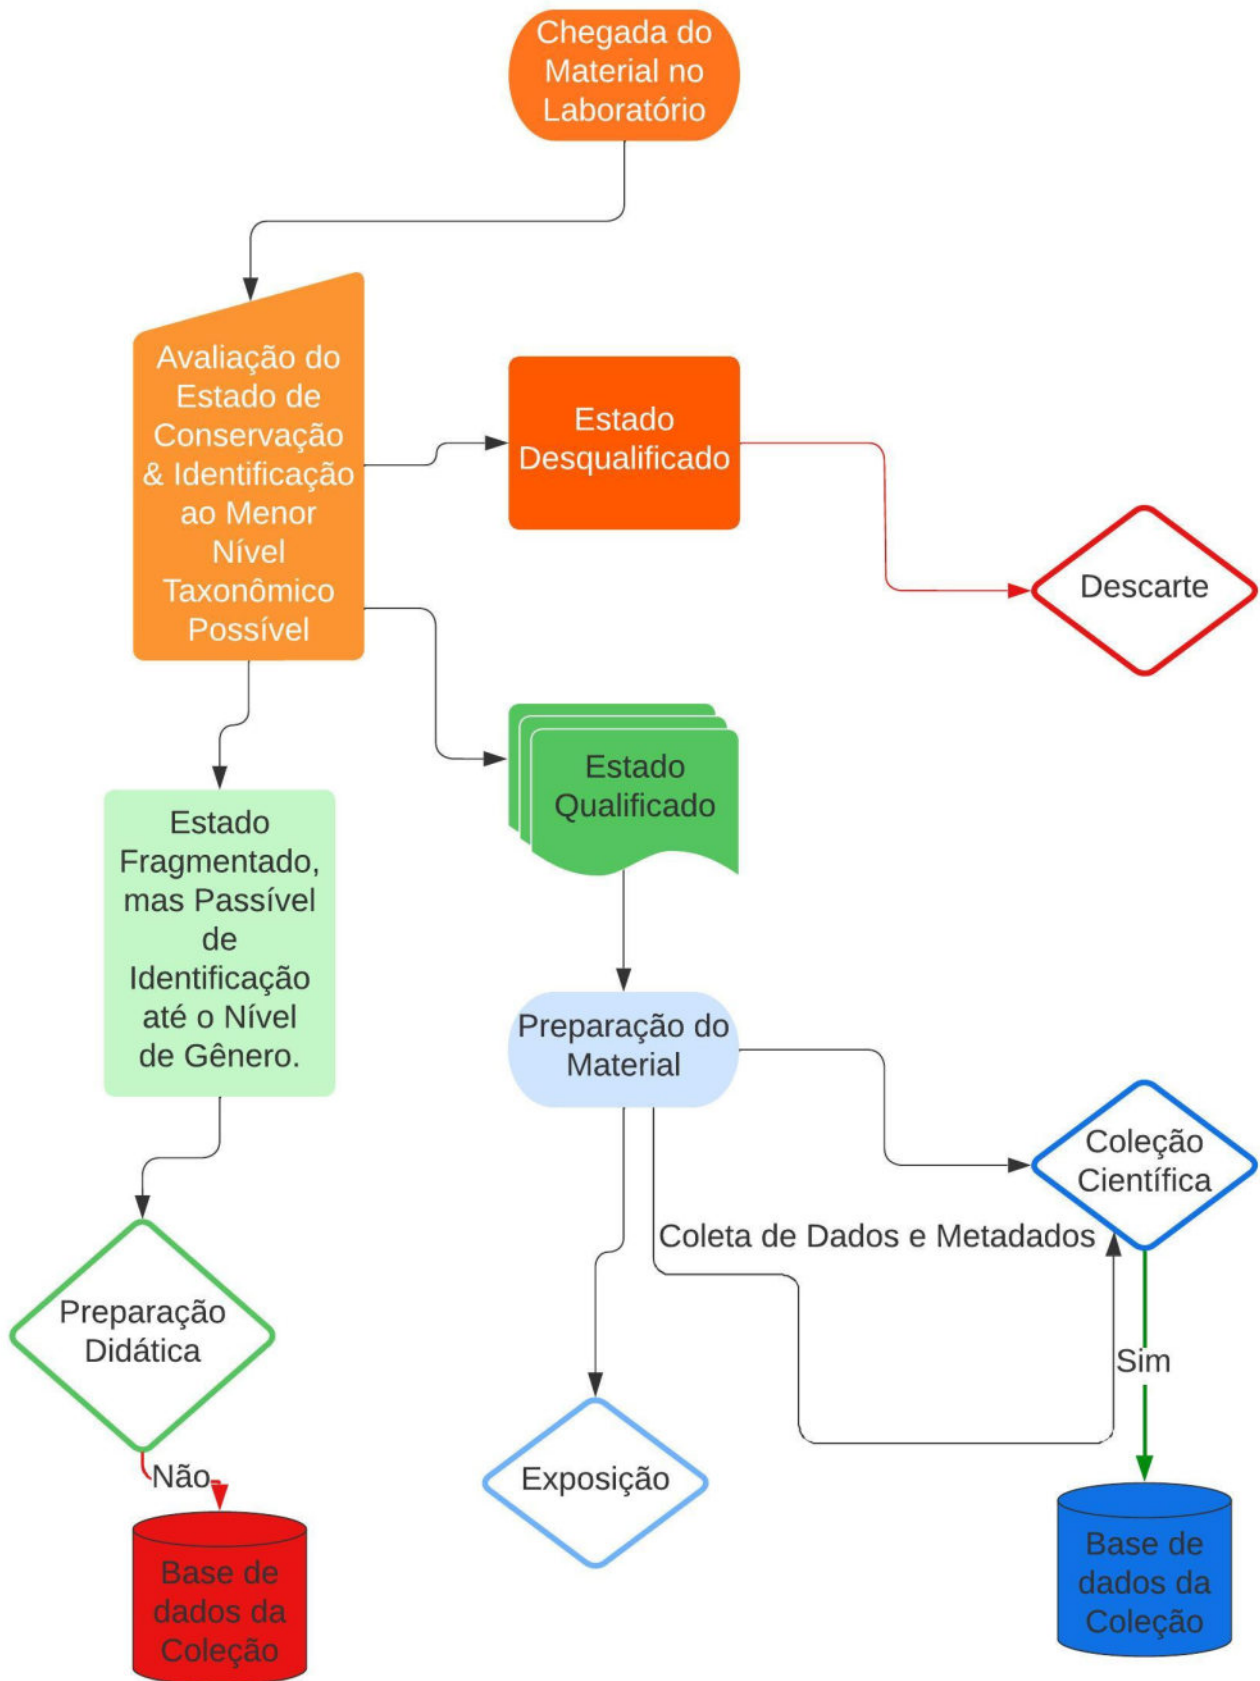 Chegada do
Material no
Laboratório
Avaliação do
Estado de
Conservação
& Identificação
ao Menor
Nível
Taxonômico
Possível
Estado
Desqualificado
Descarte
Estado
Qualificado
Estado
Fragmentado,
mas Passível
de
Identificação
até o Nível
de Gênero.
Preparação do
Material
Coleção
Científica
Coleta de Dados e Metadados
Preparação
Didática
Sim
Não
Exposição
Base de
dados da
Coleção
Base de
dados da
Coleção